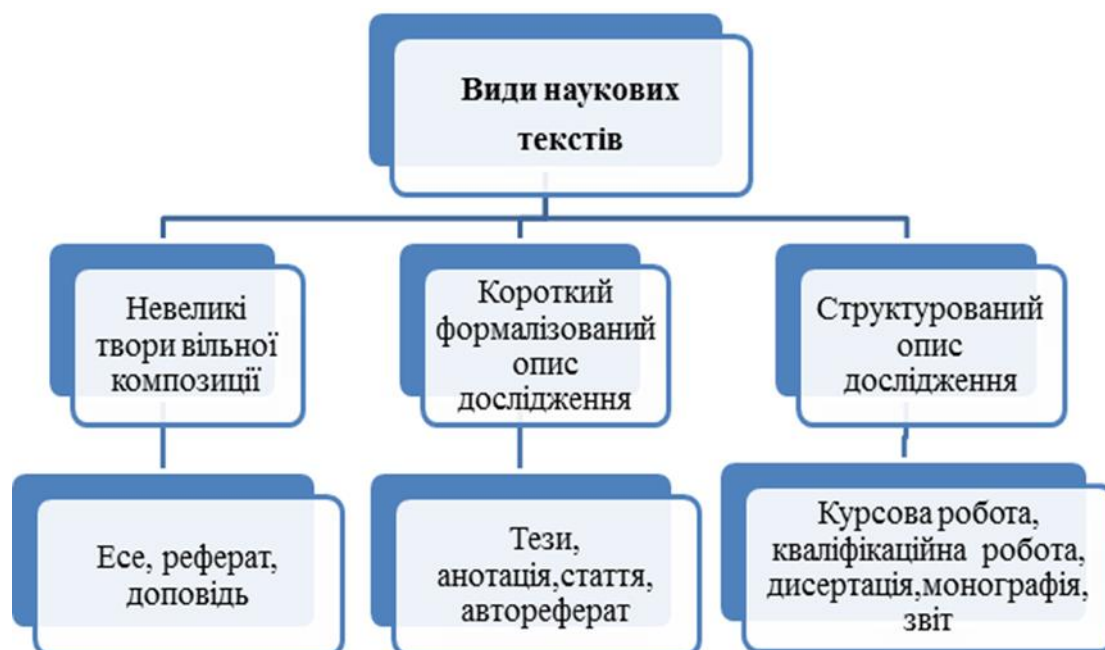 Види наукових
текстів
Невеликі
твори вільної
композиції
Короткий
формалізований
опис
дослідження
Структурований
опис
дослідження
Есе, реферат,
доповідь
Тези,
анотація,стаття,
автореферат
Курсова робота,
кваліфікаційна робота,
дисертація,монографія,
звіт